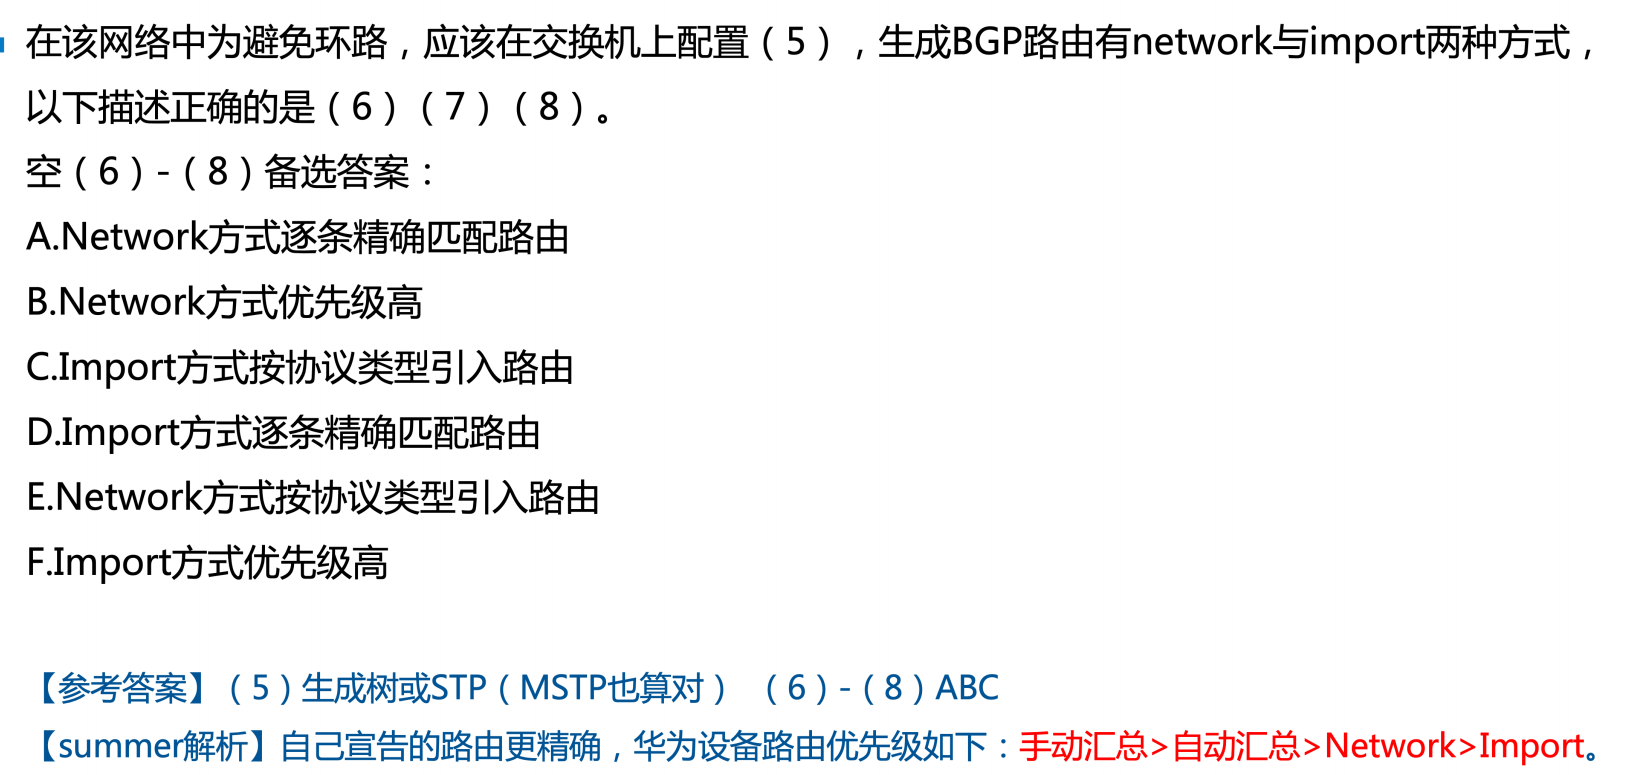 在该网络中为避免环路，应该在交换机上配置（5），生成BGP路由有network与import两种方式，
以下描述正确的是（6）（7）（8）。
空（6）-（8）备选答案：
A.Network方式逐条精确匹配路由
B.Network方式优先级高
C.Import方式按协议类型引入路由
D.Import方式逐条精确匹配路由
E.Network方式按协议类型引入路由
F.Import方式优先级高
【参考答案】（5）生成树或STP（MSTP也算对） （6）-（8）ABC
【summer解析】自己宣告的路由更精确，华为设备路由优先级如下：手动汇总>自动汇总>Network>Import。